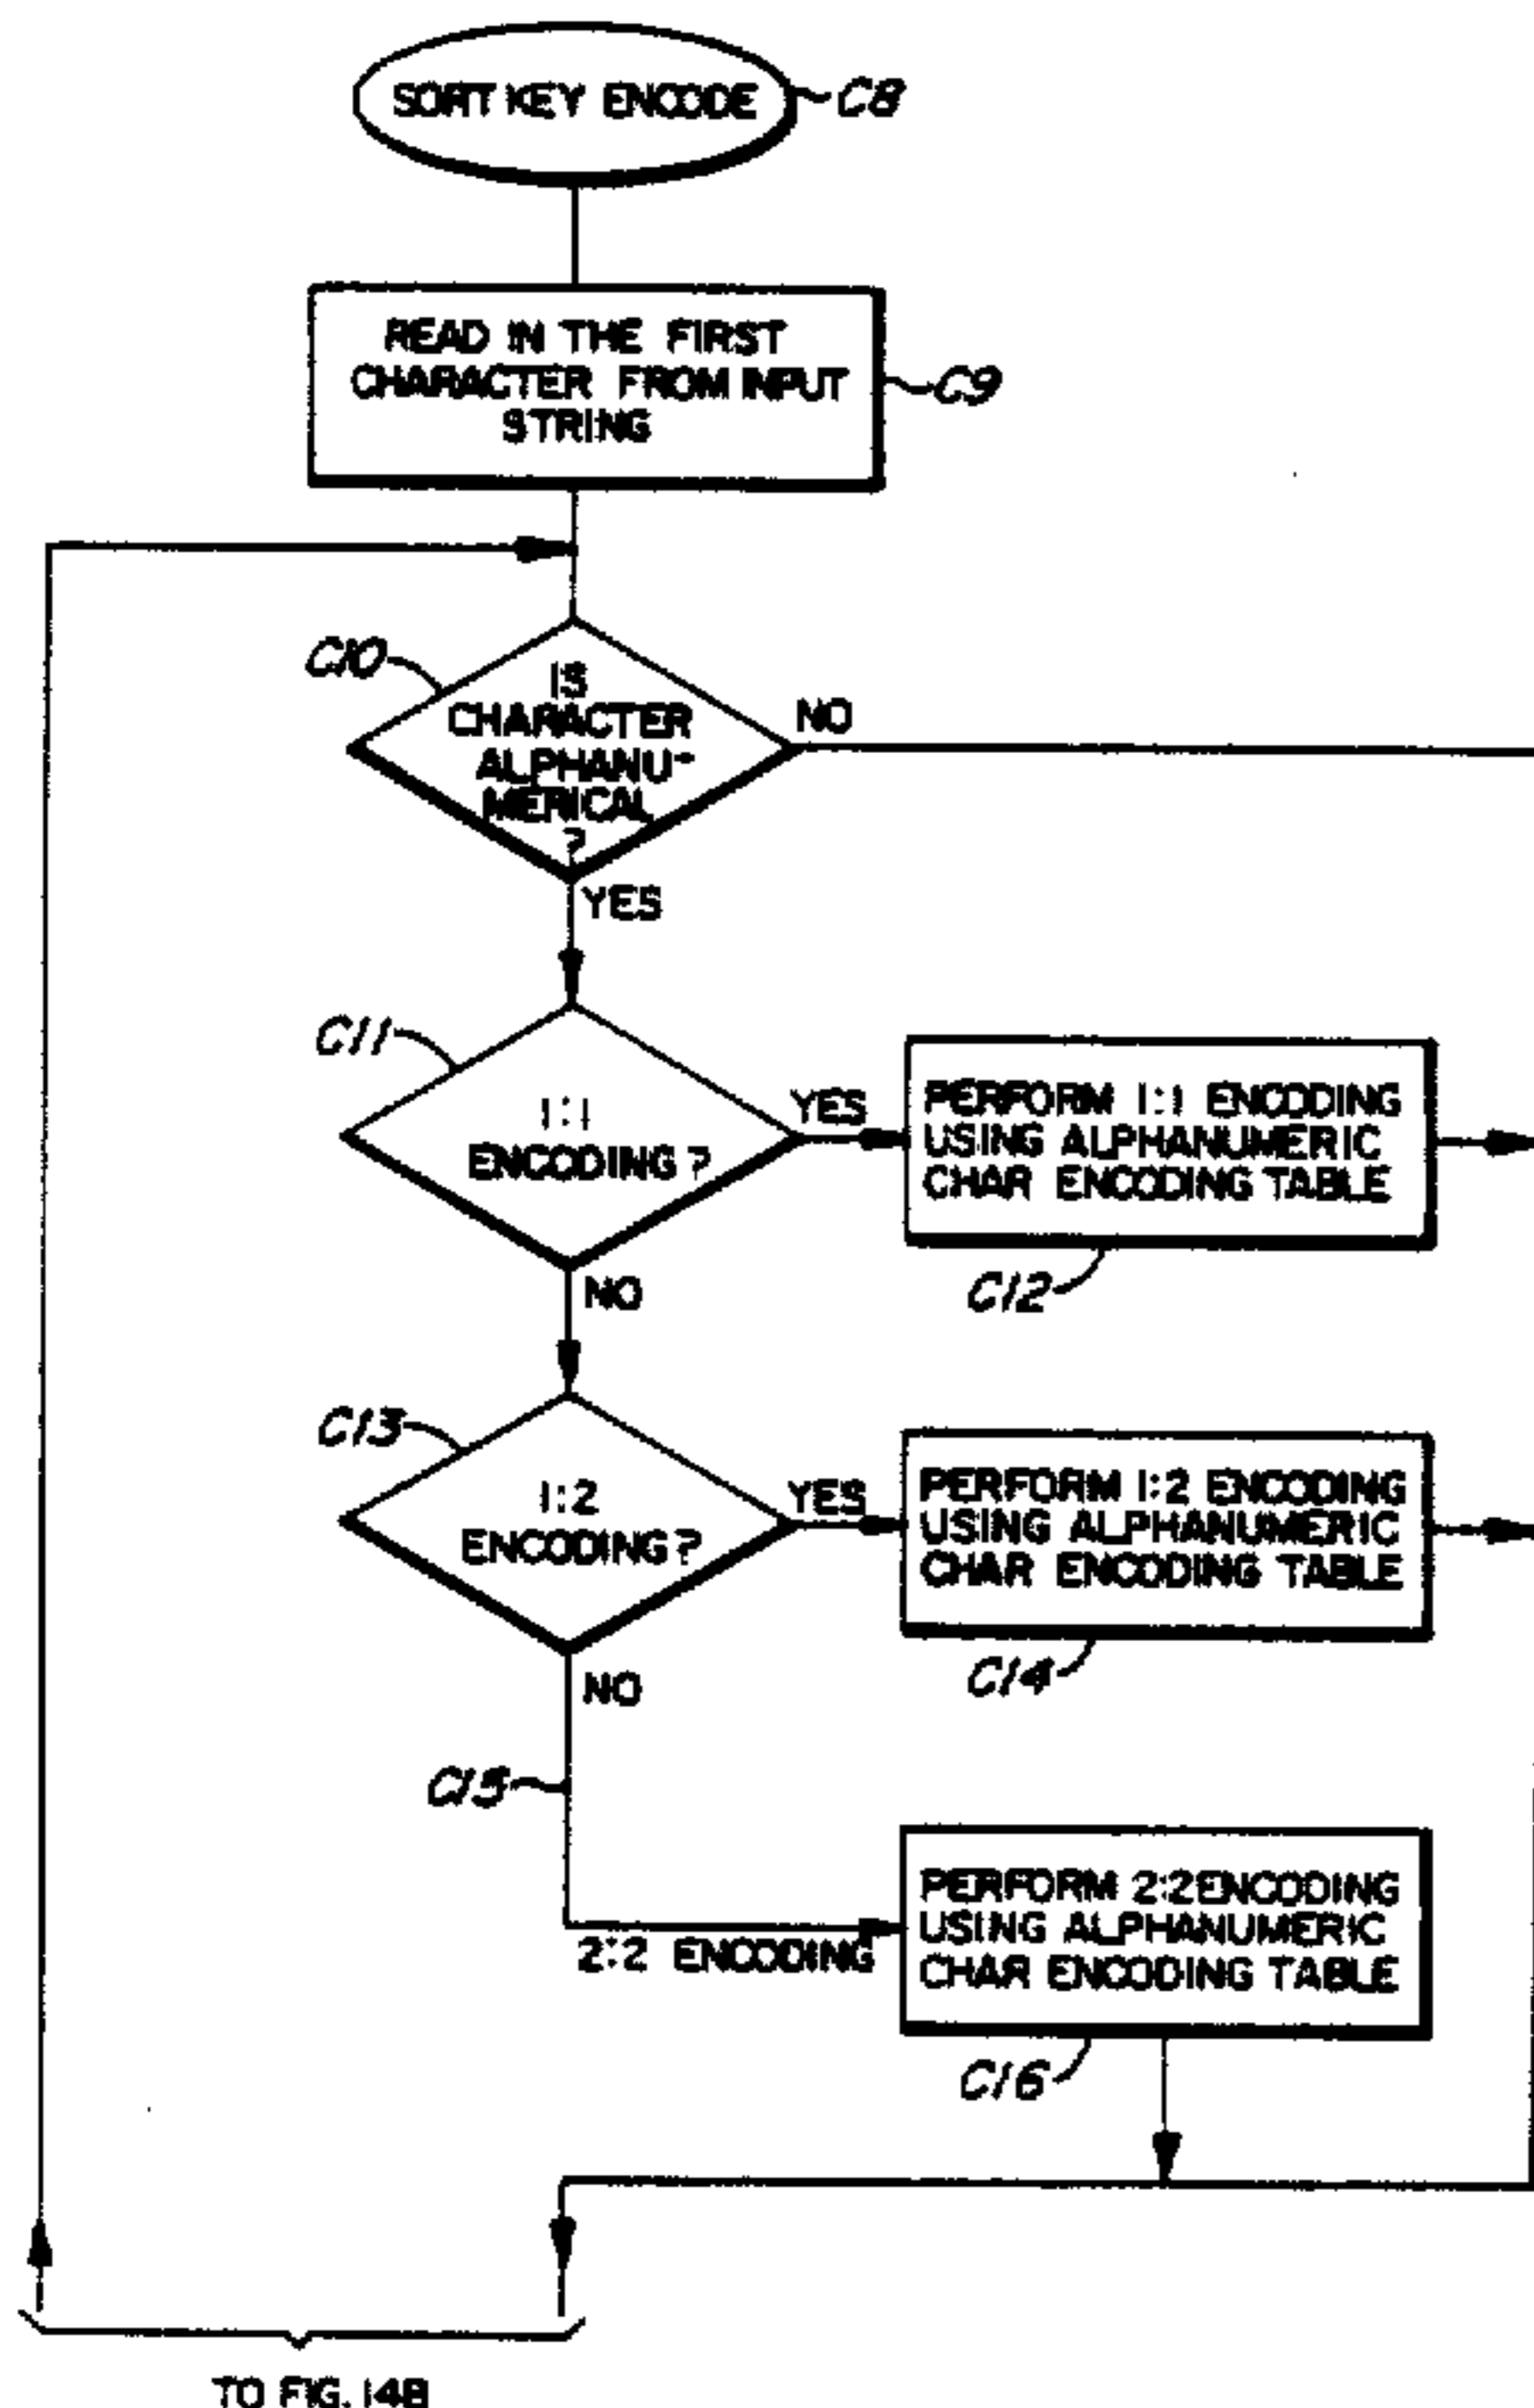 SORT KEY ENCODE
C8
READ IN THE FIRST
CHARACTER FROM INPUT
STRING
C9
C10
IS
CHARACTER
ALPHANU-
MERICAL
?
NO
YES
C11
1:1
ENCODING?
YES
PERFORM 1:1 ENCODING
USING ALPHANUMERIC
CHAR ENCODING TABLE
C12
NO
C13
1:2
ENCODING?
YES
PERFORM 1:2 ENCODING
USING ALPHANUMERIC
CHAR ENCODING TABLE
C14
NO
C15
2:2 ENCODING
PERFORM 2:2 ENCODING
USING ALPHANUMERIC
CHAR ENCODING TABLE
C16
TO FIG. 14B